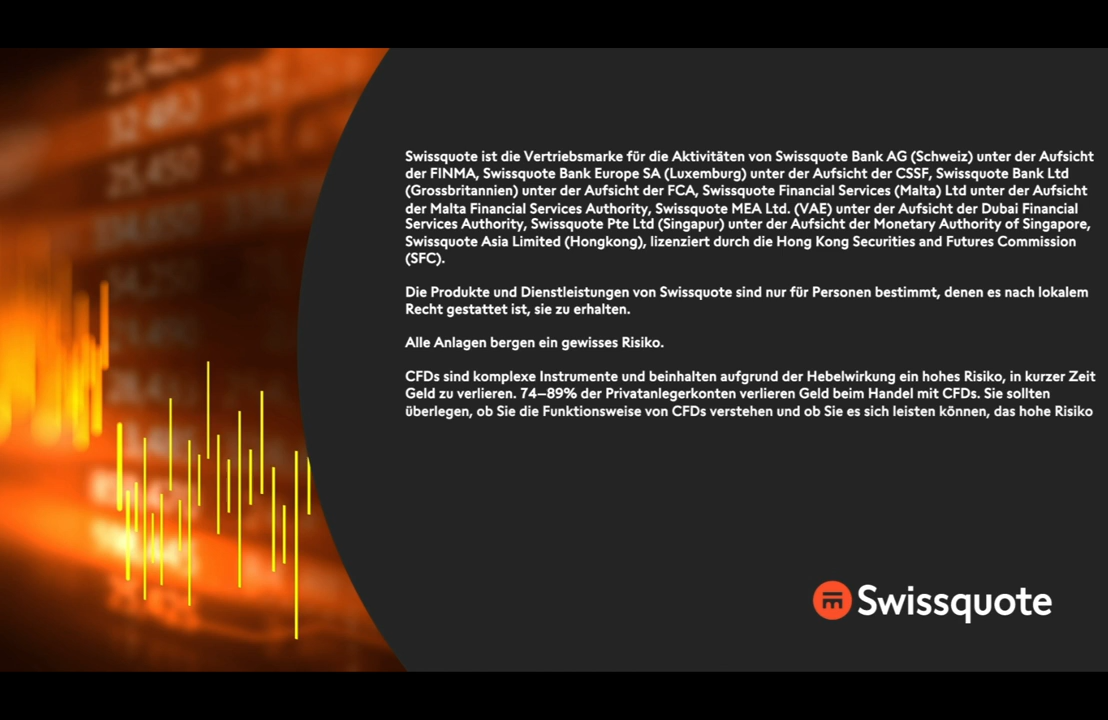 Swissquote ist die Vertriebsmarke für die Aktivitäten von Swissquote Bank AG (Schweiz) unter der Aufsicht
der FINMA, Swissquote Bank Europe SA (Luxemburg) unter der Aufsicht der CSSF, Swissquote Bank Ltd
(Grossbritannien) unter der Aufsicht der FCA, Swissquote Financial Services (Malta) Ltd unter der Aufsicht
der Malta Financial Services Authority, Swissquote MEA Ltd. (VAE) unter der Aufsicht der Dubai Financial
Services Authority, Swissquote Pte Ltd (Singapur) unter der Aufsicht der Monetary Authority of Singapore,
Swissquote Asia Limited (Hongkong), lizenziert durch die Hong Kong Securities and Futures Commission
(SFC).
Die Produkte und Dienstleistungen von Swissquote sind nur für Personen bestimmt, denen es nach lokalem
Recht gestattet ist, sie zu erhalten.
Alle Anlagen bergen ein gewisses Risiko.
CFDs sind komplexe Instrumente und beinhalten aufgrund der Hebelwirkung ein hohes Risiko, in kurzer Zeit
Geld zu verlieren. 74–89% der Privatanlegerkonten verlieren Geld beim Handel mit CFDs. Sie sollten
überlegen, ob Sie die Funktionsweise von CFDs verstehen und ob Sie es sich leisten können, das hohe Risiko
Swissquote